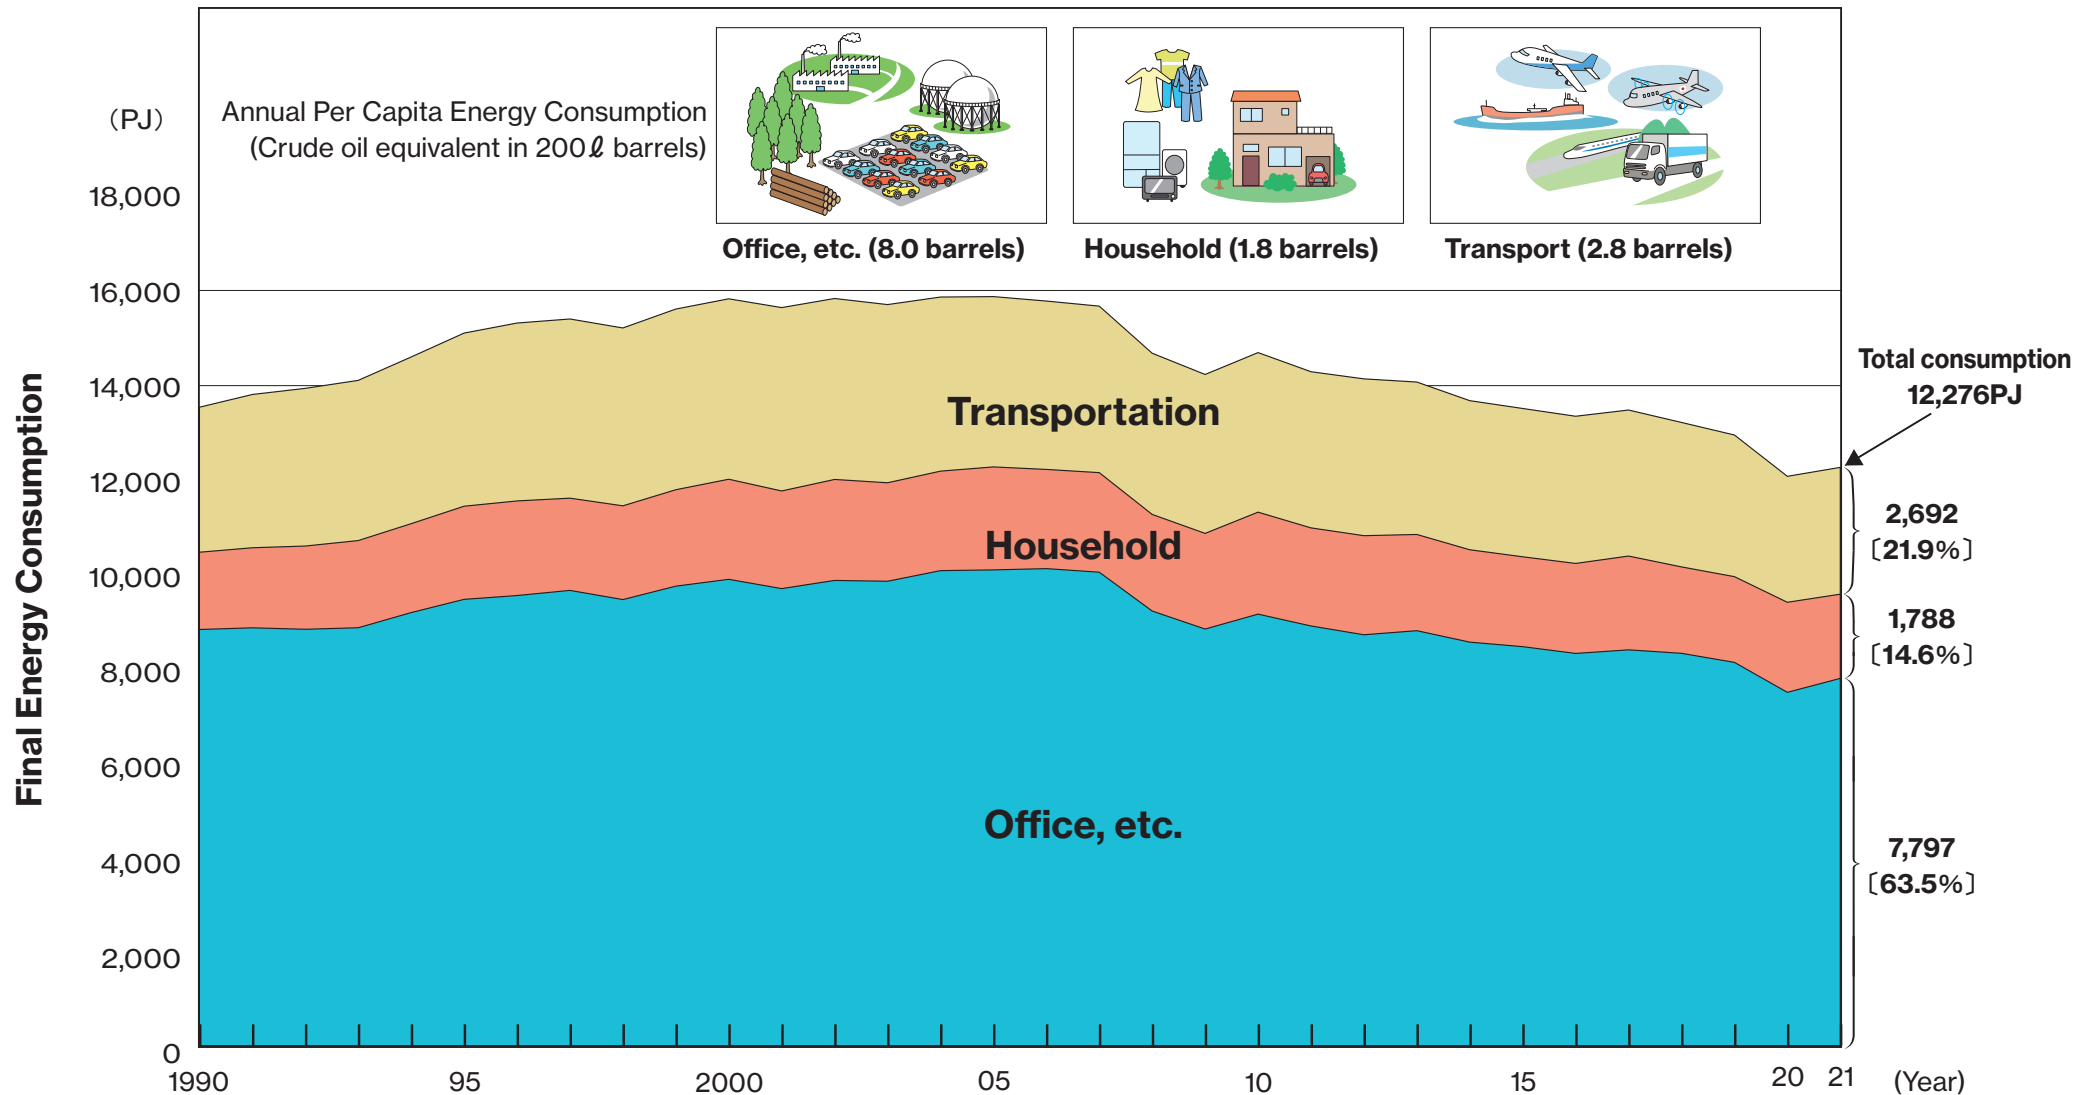 （PJ）
Annual Per Capita Energy Consumption
(Crude oil equivalent in 200ℓ barrels)
Office, etc. (8.0 barrels)
Household (1.8 barrels)
Transport (2.8 barrels)
Final Energy Consumption
18,000
16,000
14,000
12,000
10,000
8,000
6,000
4,000
2,000
0
Transportation
Household
Office, etc.
Total consumption
12,276PJ
2,692
〔21.9%〕
1,788
〔14.6%〕
7,797
〔63.5%〕
1990
95
2000
05
10
15
20
21
(Year)